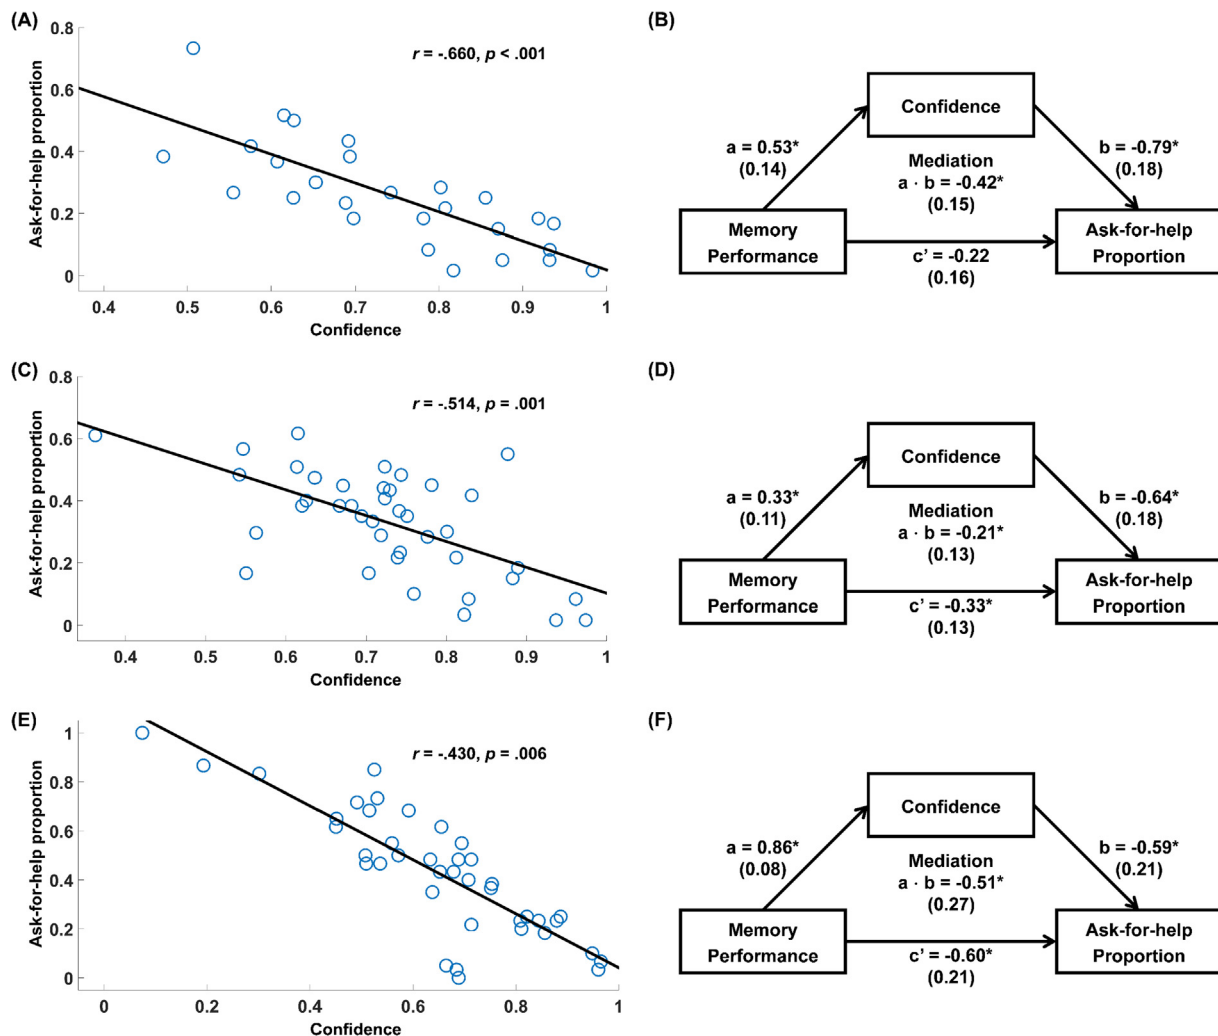 (A)
0.8
0.6
0.4
0.2
0
Ask-for-help proportion
r = -.660, p < .001
0.4 0.5 0.6 0.7 0.8 0.9 1
Confidence
(B)
Confidence
a = 0.53*
(0.14)
b = -0.79*
(0.18)
Mediation
a · b = -0.42*
(0.15)
Memory
Performance
c’ = -0.22
(0.16)
Ask-for-help
Proportion
(C)
0.8
0.6
0.4
0.2
0
Ask-for-help proportion
r = -.514, p = .001
0.4 0.5 0.6 0.7 0.8 0.9 1
Confidence
(D)
Confidence
a = 0.33*
(0.11)
b = -0.64*
(0.18)
Mediation
a · b = -0.21*
(0.13)
Memory
Performance
c’ = -0.33*
(0.13)
Ask-for-help
Proportion
(E)
1
0.8
0.6
0.4
0.2
0
Ask-for-help proportion
r = -.430, p = .006
0 0.2 0.4 0.6 0.8 1
Confidence
(F)
Confidence
a = 0.86*
(0.08)
b = -0.59*
(0.21)
Mediation
a · b = -0.51*
(0.27)
Memory
Performance
c’ = -0.60*
(0.21)
Ask-for-help
Proportion